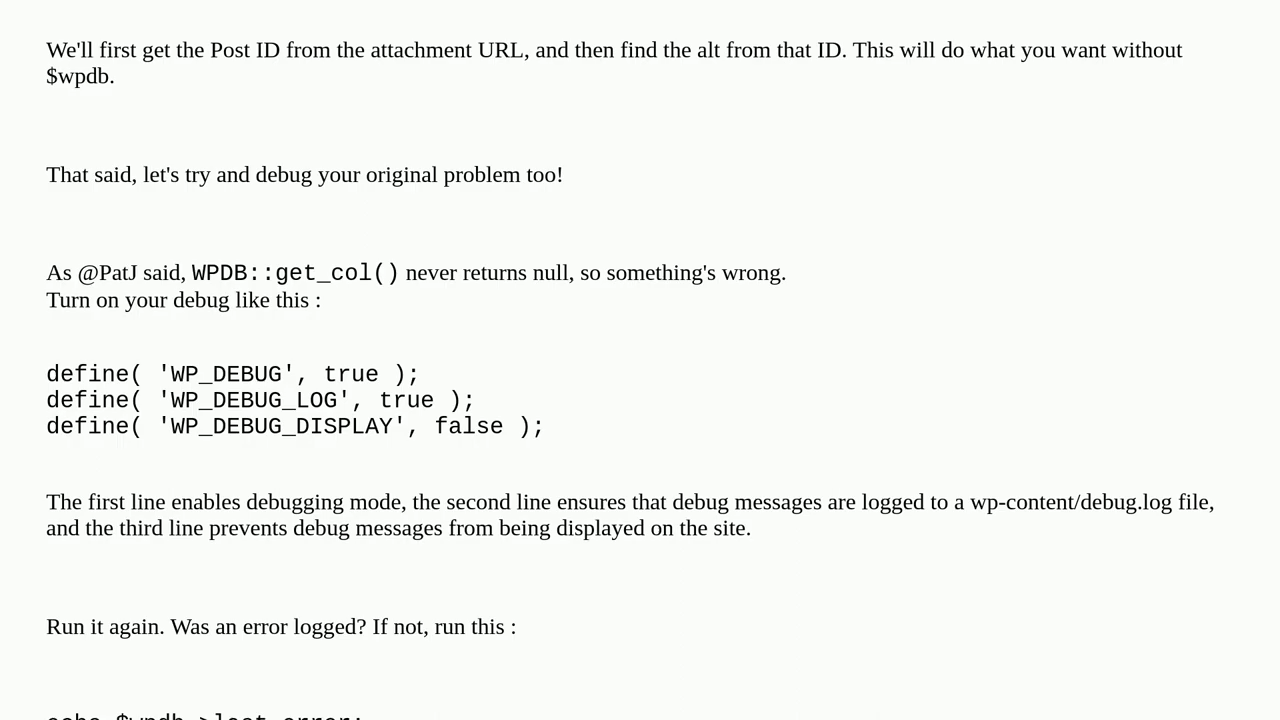 We'll first get the Post ID from the attachment URL, and then find the alt from that ID. This will do what you want without
$wpdb.
That said, let's try and debug your original problem too!
As @PatJ said, WPDB::get_col() never returns null, so something's wrong.
Turn on your debug like this :
define( 'WP_DEBUG', true );
define( 'WP_DEBUG_LOG', true );
define( 'WP_DEBUG_DISPLAY', false );
The first line enables debugging mode, the second line ensures that debug messages are logged to a wp-content/debug.log file,
and the third line prevents debug messages from being displayed on the site.
Run it again. Was an error logged? If not, run this :
echo $wpdb->last_error;